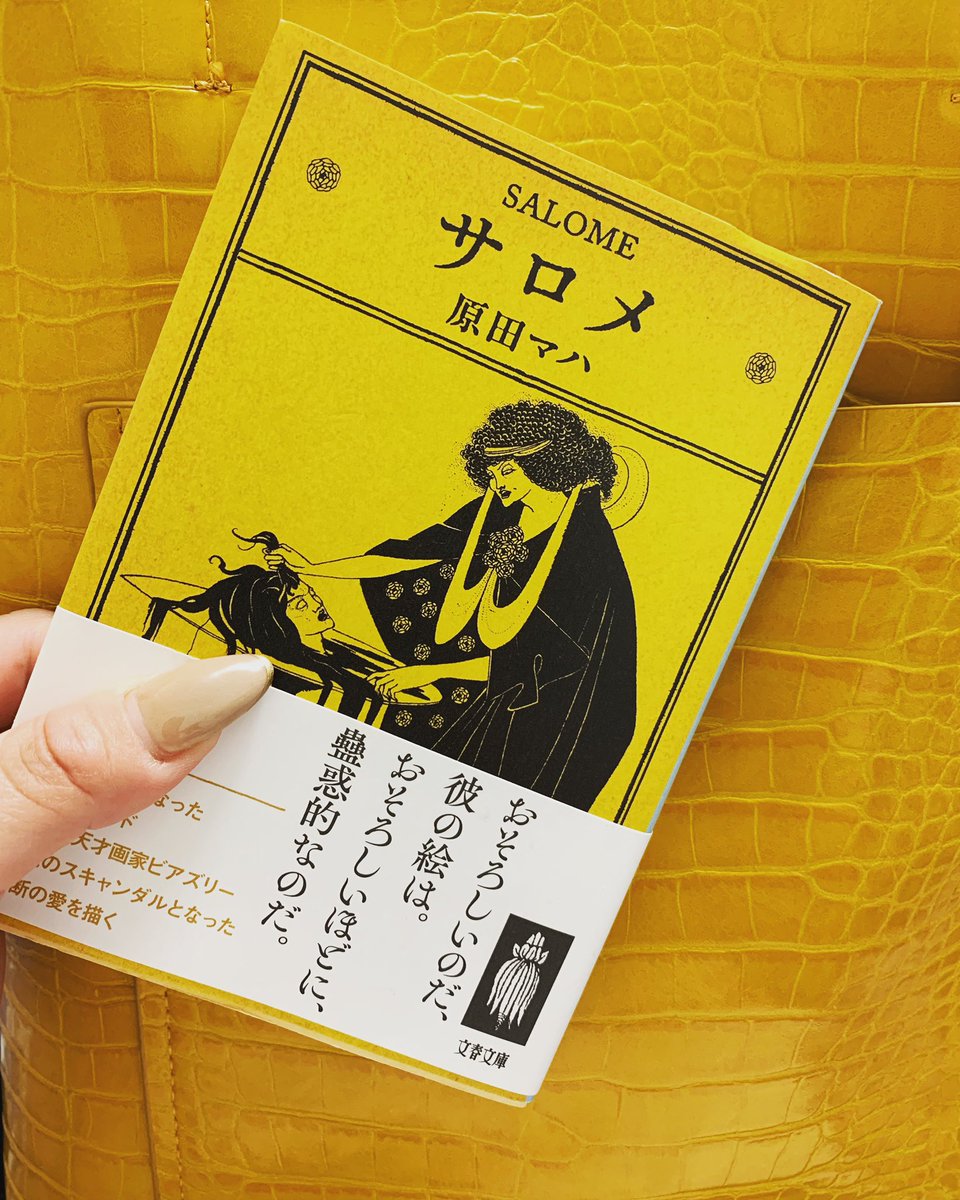 SALOME
サロメ
原田マハ
おそろしいのだ、
彼の絵は。
おそろしいほどに、
蠱惑的なのだ。
なった
ド
天才画家ビアズリー
のスキャンダルとなった
断の愛を描く
文春文庫